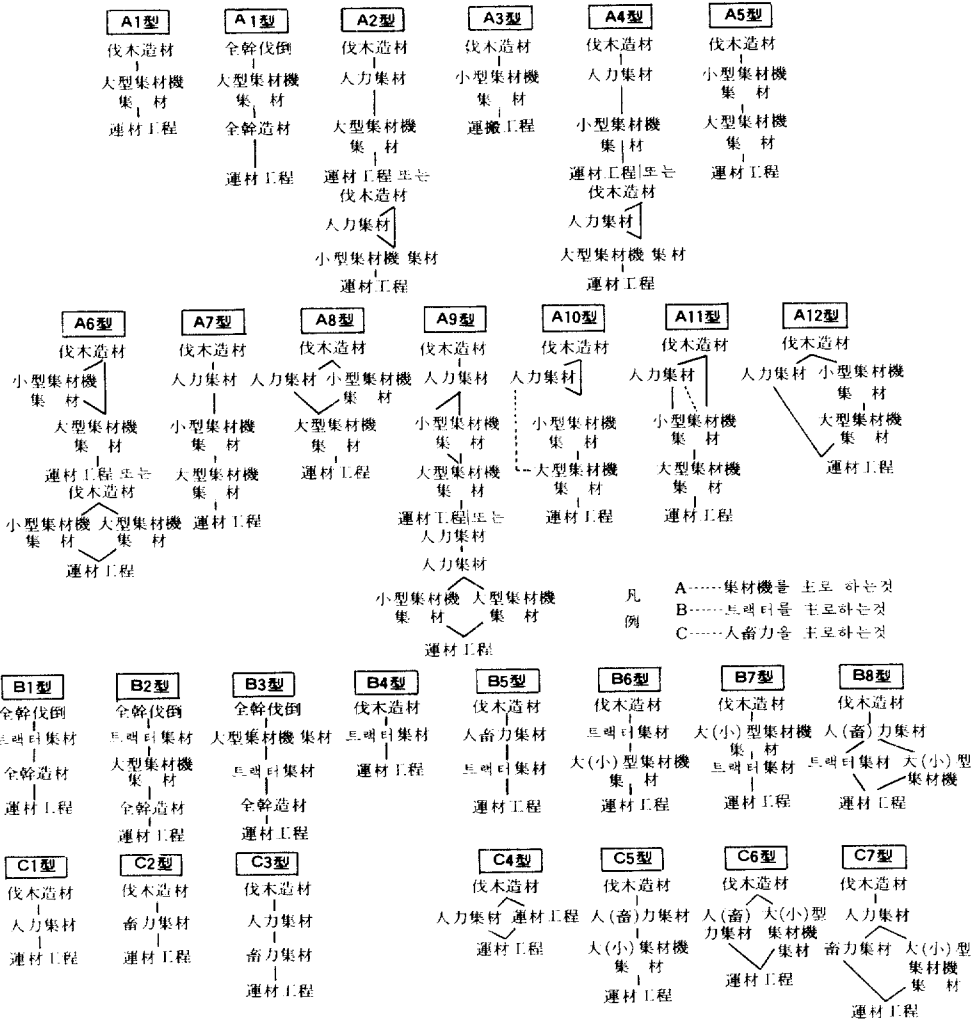 A1型
伐木造材
大型集材機
集 材
運材工程
A1型
全幹伐倒
大型集材機
集 材
全幹造材
運材工程
A2型
伐木造材
人力集材
大型集材機
集 材
運材工程 또는
伐木造材
人力集材
小型集材機 集材
運材工程
A3型
伐木造材
小型集材機
集 材
運搬工程
A4型
伐木造材
人力集材
小型集材機
集 材
運材工程 또는
伐木造材
人力集材
大型集材機 集材
運材工程
A5型
伐木造材
小型集材機
集 材
大型集材機
集 材
運材工程
A6型
伐木造材
小型集材機
集 材
大型集材機
集 材
運材工程 또는
伐木造材
小型集材機 大型集材機
集 材 集 材
運材工程
A7型
伐木造材
人力集材
小型集材機
集 材
大型集材機
集 材
運材工程
A8型
伐木造材
人力集材 小型集材機
集 材
大型集材機
集 材
運材工程
A9型
伐木造材
人力集材
小型集材機
集 材
大型集材機
集 材
運材工程 또는
人力集材
人力集材
小型集材機 大型集材機
集 材 集 材
運材工程
A10型
伐木造材
人力集材
小型集材機
集 材
大型集材機
集 材
運材工程
A11型
伐木造材
人力集材
小型集材機
集 材
大型集材機
集 材
運材工程
A12型
伐木造材
人力集材 小型集材機
集 材
大型集材機
集 材
運材工程
凡例
A……集材機를 主로 하는것
B……트랙터를 主로하는것
C……人畜力을 主로하는것
B1型
全幹伐倒
트랙터集材
全幹造材
運材工程
B2型
全幹伐倒
트랙터集材
大型集材機
集 材
全幹造材
運材工程
B3型
全幹伐倒
大型集材機 集材
트랙터集材
全幹造材
運材工程
B4型
伐木造材
트랙터集材
運材工程
B5型
伐木造材
人畜力集材
트랙터集材
運材工程
B6型
伐木造材
트랙터集材
大(小)型集材機
集 材
運材工程
B7型
伐木造材
大(小)型集材機
集 材
트랙터集材
運材工程
B8型
伐木造材
人(畜)力集材
트랙터集材 大(小)型
集材機
運材工程
C1型
伐木造材
人力集材
運材工程
C2型
伐木造材
畜力集材
運材工程
C3型
伐木造材
人力集材
畜力集材
運材工程
C4型
伐木造材
人力集材 運材工程
運材工程
C5型
伐木造材
人(畜)力集材
大(小)集材機
集 材
運材工程
C6型
伐木造材
人(畜) 大(小)型
力集材 集材機
集材
運材工程
C7型
伐木造材
人力集材
畜力集材 大(小)型
集材機
集 材
運材工程